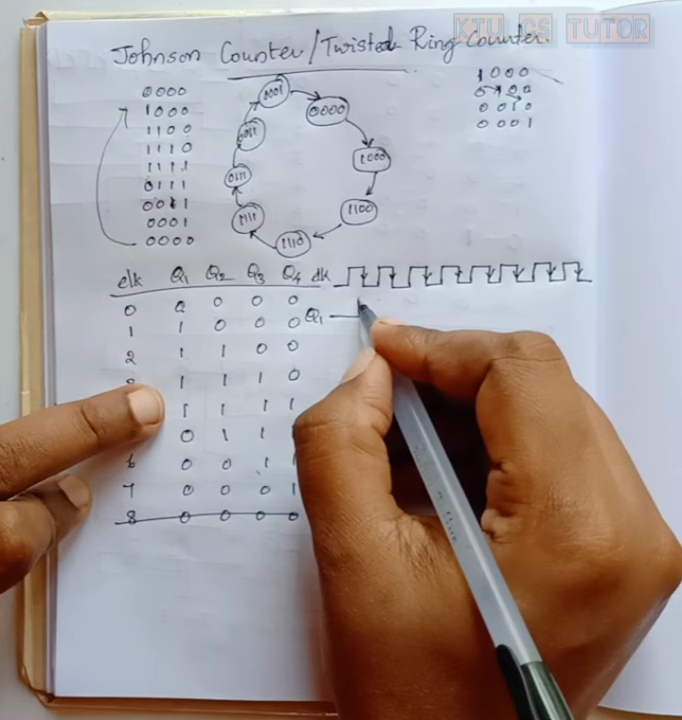 KTU CS TUTOR
Johnson Counter/Twisted Ring Counter
0000
1000
1100
1110
1111
0111
0011
0001
0000
0001
0000
1000
1100
1110
1111
0111
0011
1000
0100
0010
0001
clk Q1 Q2 Q3 Q4
0 0 0 0 0
1 1 0 0 0
2 1 1 0 0
1 1 1 0
1 1 1 1
0 1 1
6 0 0 1
7 0 0 0 1
8 0 0 0 0
clk
Q1